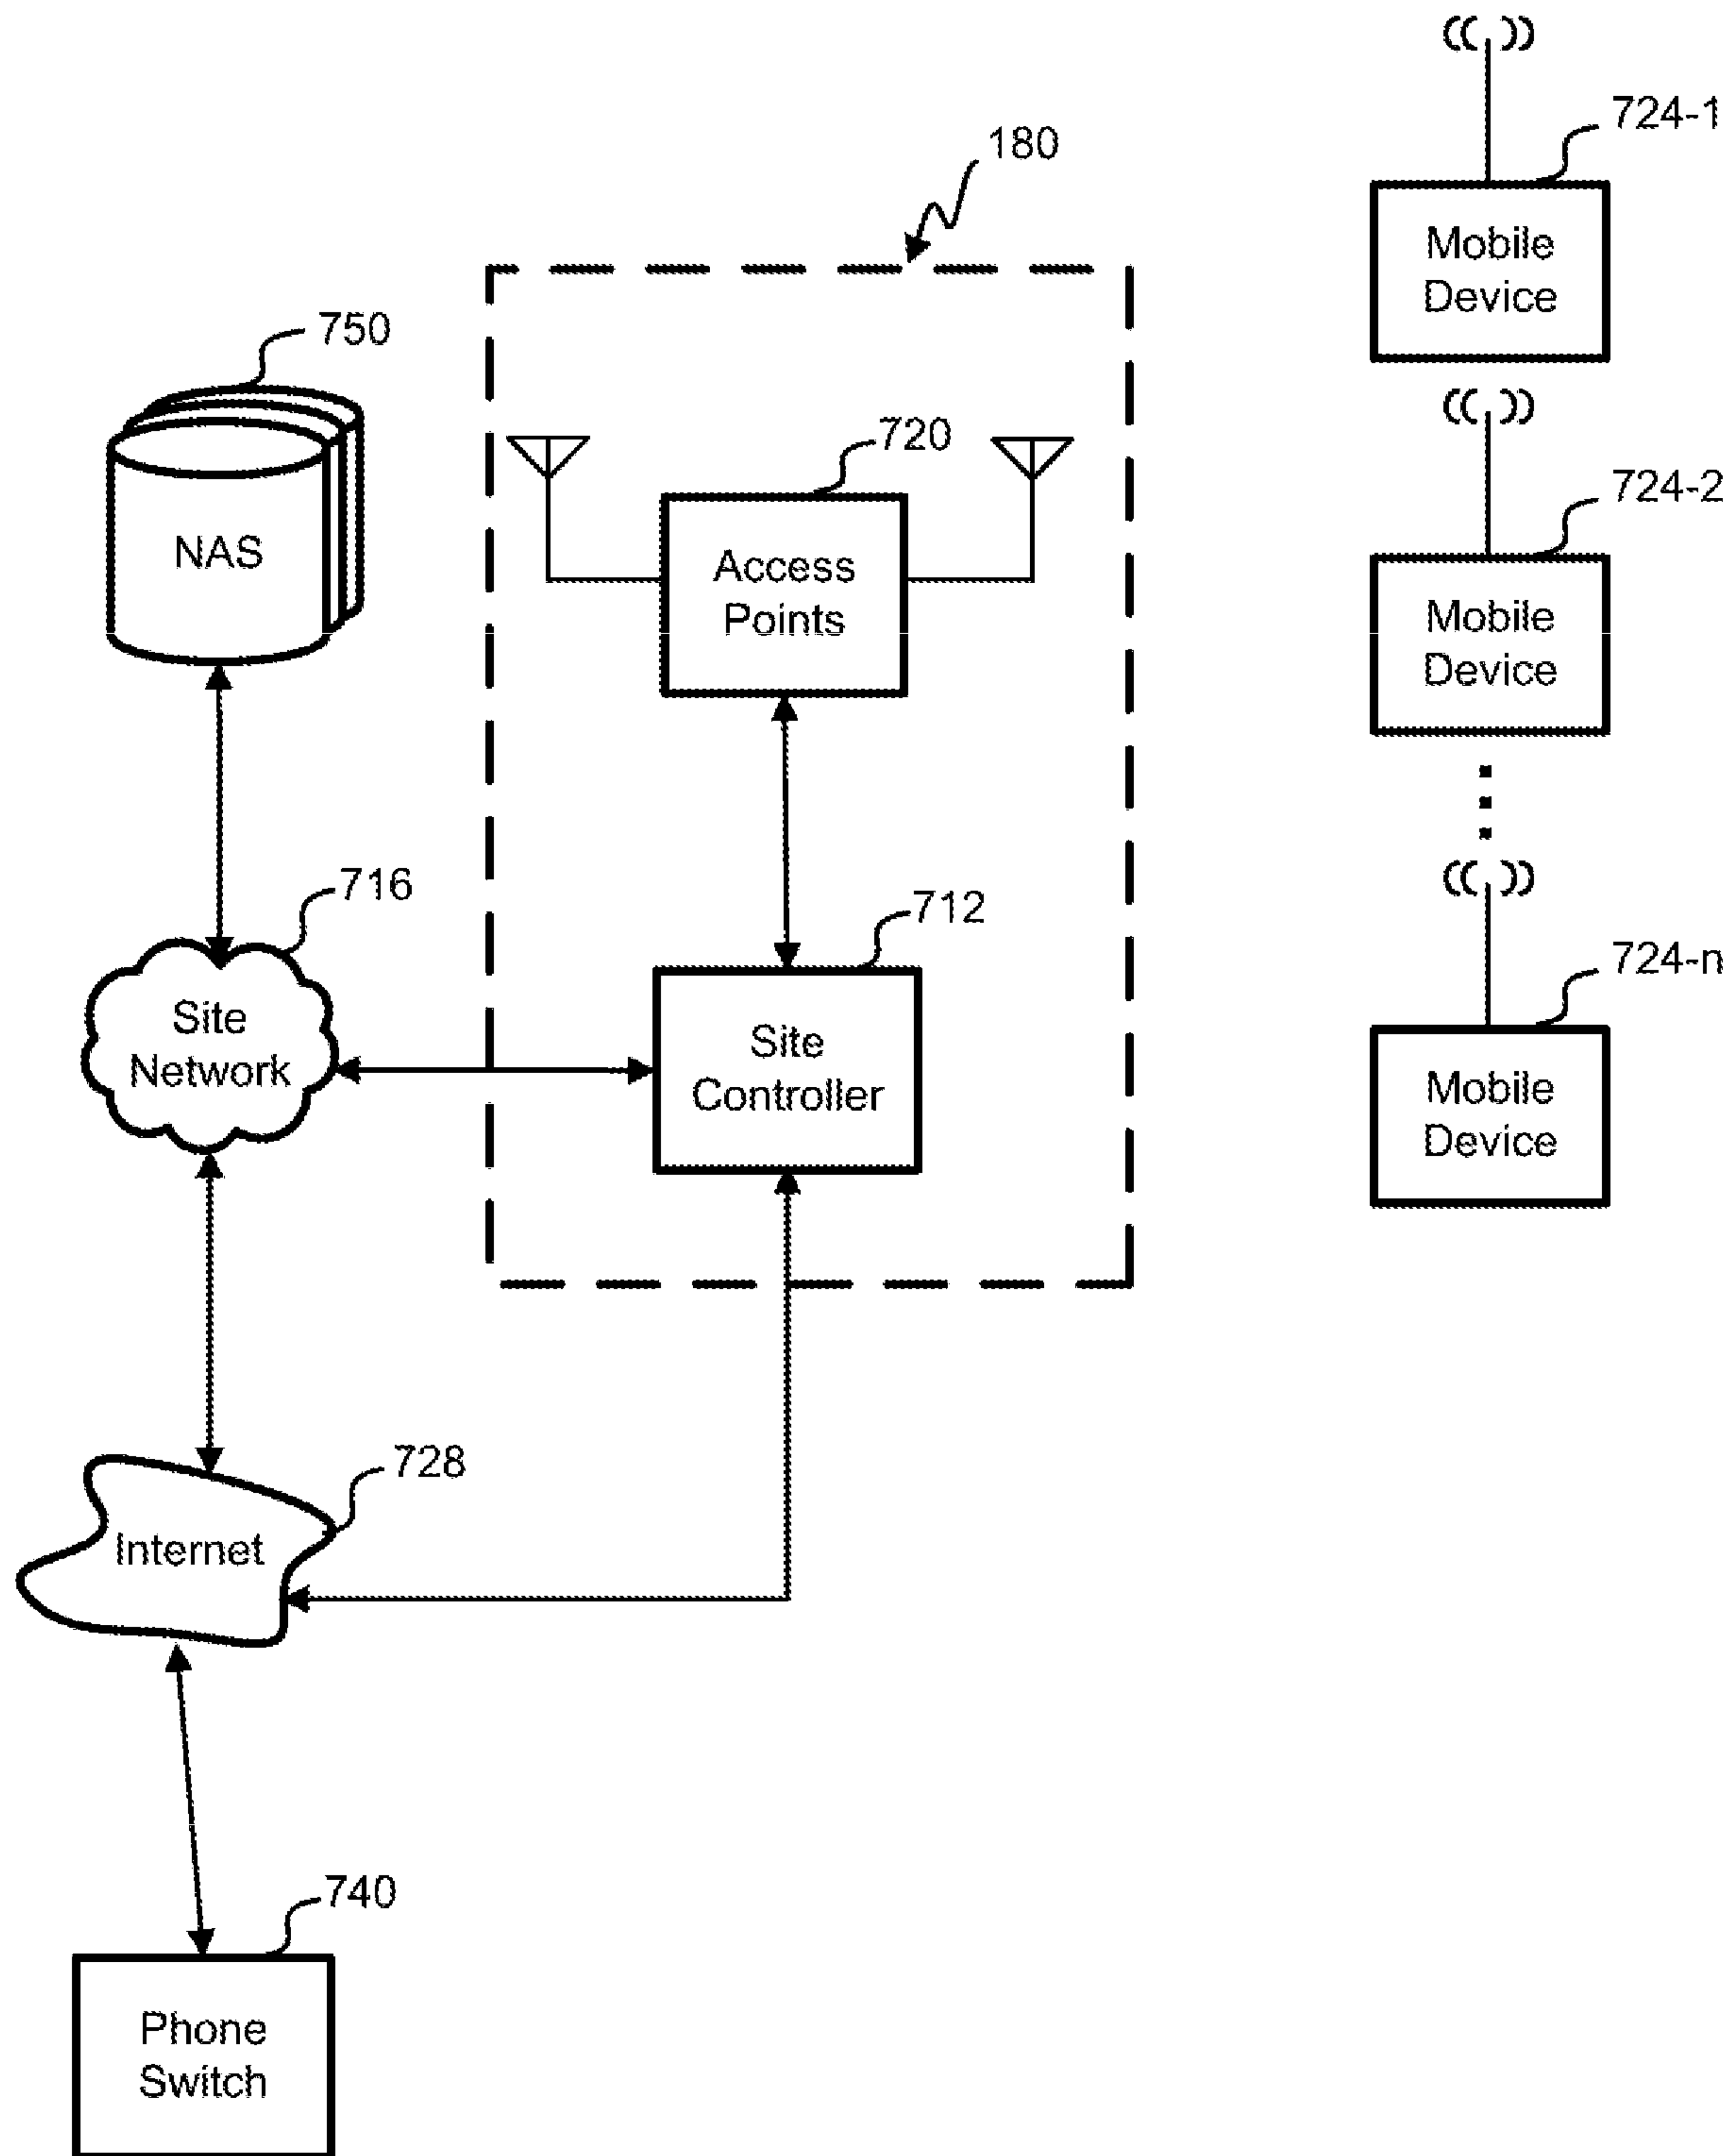 724-1
180
Mobile
Device
750
720
724-2
NAS
Access
Points
Mobile
Device
716
712
724-n
Site
Network
Site
Controller
Mobile
Device
728
Internet
740
Phone
Switch